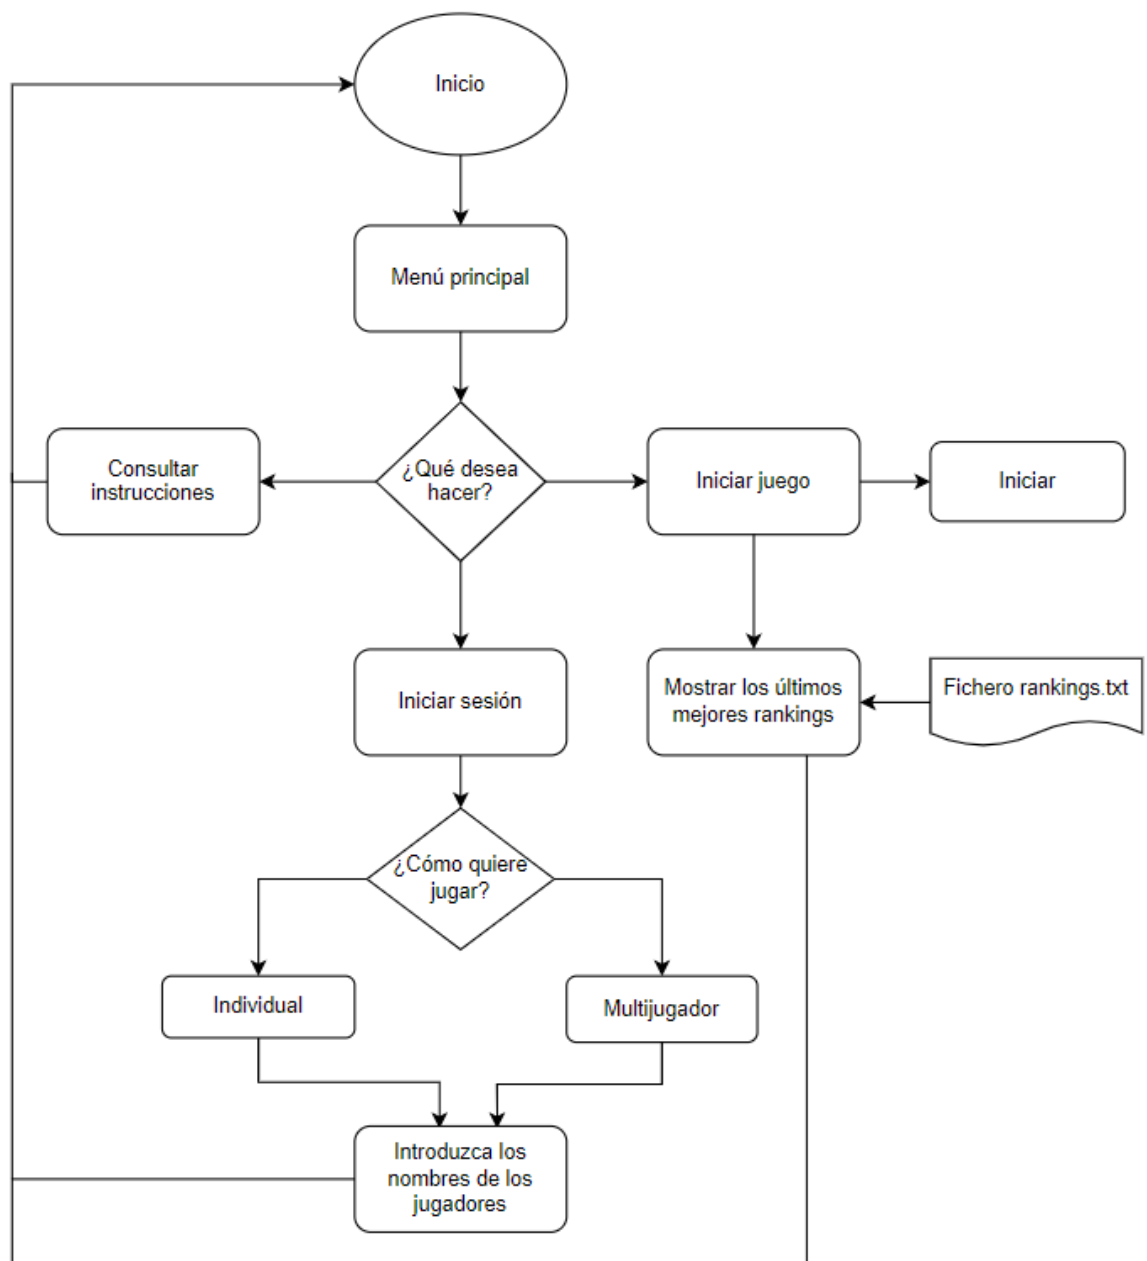 Inicio
Menú principal
¿Qué desea
hacer?
Consultar
instrucciones
Iniciar juego
Iniciar
Iniciar sesión
Mostrar los últimos
mejores rankings
Fichero rankings.txt
¿Cómo quiere
jugar?
Individual
Multijugador
Introduzca los
nombres de los
jugadores